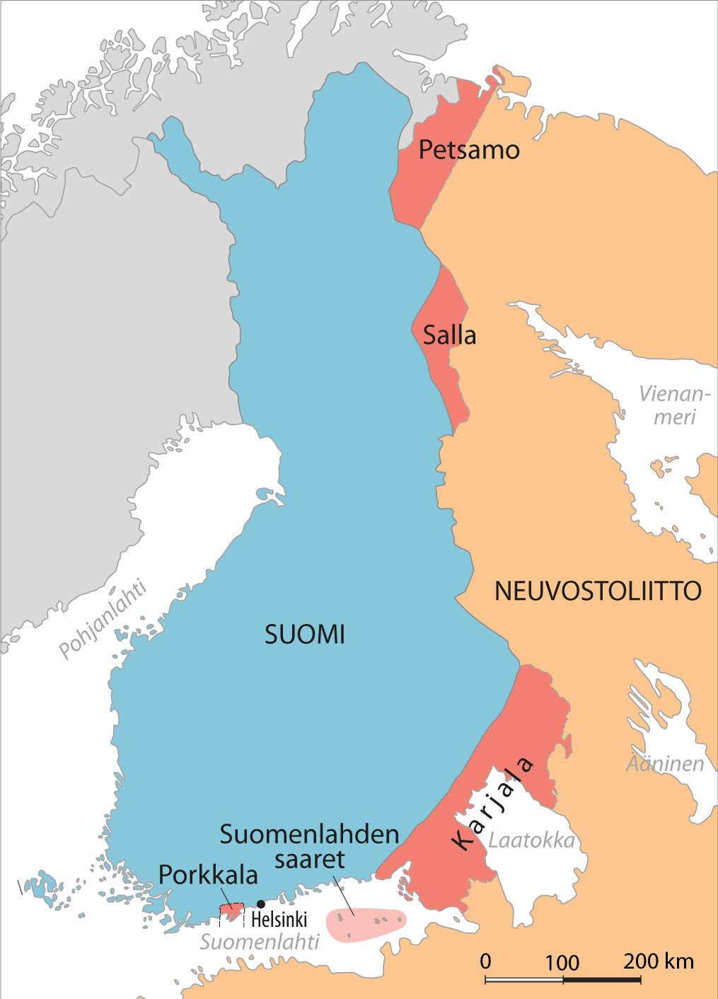 Petsamo
Salla
Vienan-
meri
NEUVOSTOLIITTO
Pohjanlahti
SUOMI
Ääninen
Karjala
Laatokka
Suomenlahden
saaret
Porkkala
Helsinki
Suomenlahti
0 100 200 km